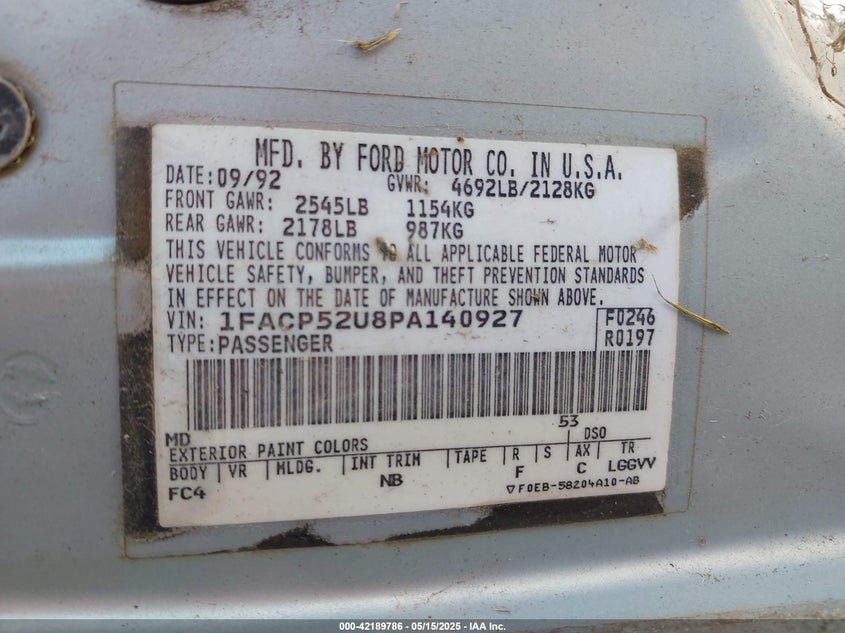 MFD. BY FORD MOTOR CO. IN U.S.A.
DATE: 09/92 GVWR: 4692LB/2128KG
FRONT GAWR: 2545LB 1154KG
REAR GAWR: 2178LB 987KG
THIS VEHICLE CONFORMS TO ALL APPLICABLE FEDERAL MOTOR
VEHICLE SAFETY, BUMPER, AND THEFT PREVENTION STANDARDS
IN EFFECT ON THE DATE OF MANUFACTURE SHOWN ABOVE.
VIN: 1FACP52U8PA140927 F0246
TYPE: PASSENGER R0197
MD 53
EXTERIOR PAINT COLORS DSO
BODY VR MLDG. INT TRIM TAPE R S AX TR
FC4 NB F C LGGVV
F0EB-58204A10-AB
000-42189786 - 05/15/2025 - IAA Inc.